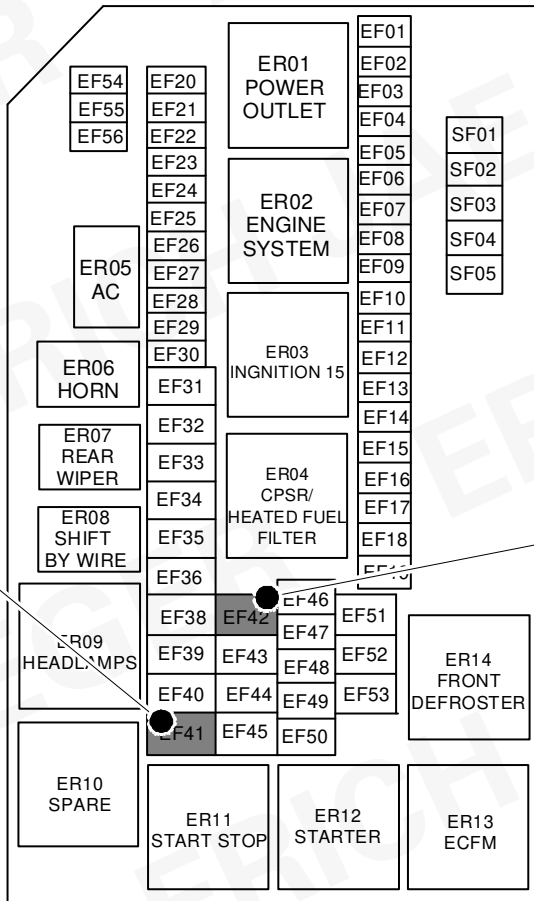 EF54
EF55
EF56
EF20
EF21
EF22
EF23
EF24
EF25
EF26
EF27
EF28
EF29
EF30
EF31
EF32
EF33
EF34
EF35
EF36
EF38
EF39
EF40
EF41
EF42
EF43
EF44
EF45
EF46
EF47
EF48
EF49
EF50
EF51
EF52
EF53
ER01
POWER
OUTLET
ER02
ENGINE
SYSTEM
ER03
INGNITION 15
ER04
CPSR/
HEATED FUEL
FILTER
EF01
EF02
EF03
EF04
EF05
EF06
EF07
EF08
EF09
EF10
EF11
EF12
EF13
EF14
EF15
EF16
EF17
EF18
SF01
SF02
SF03
SF04
SF05
ER05
AC
ER06
HORN
ER07
REAR
WIPER
ER08
SHIFT
BY WIRE
ER09
HEADLAMPS
ER10
SPARE
ER11
START STOP
ER12
STARTER
ER13
ECFM
ER14
FRONT
DEFROSTER